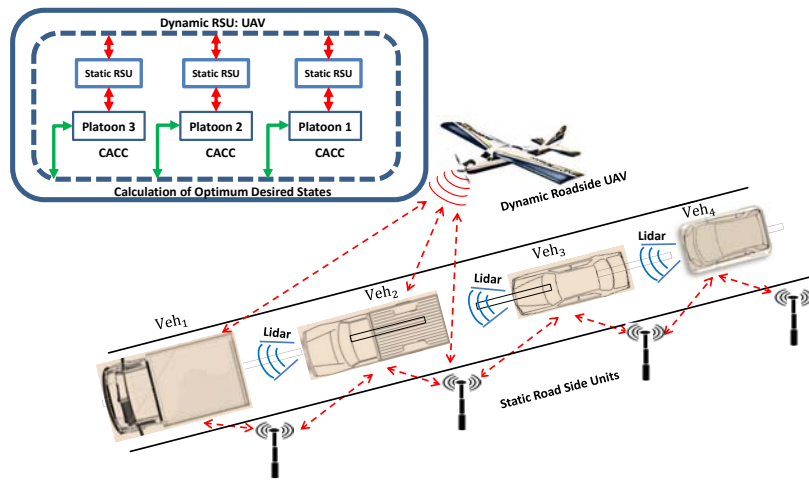 Dynamic RSU: UAV
Static RSU
Static RSU
Static RSU
Platoon 3
Platoon 2
Platoon 1
CACC
CACC
CACC
Calculation of Optimum Desired States
Dynamic Roadside UAV
Veh4
Lidar
Veh3
Lidar
Veh2
Lidar
Veh1
Static Road Side Units